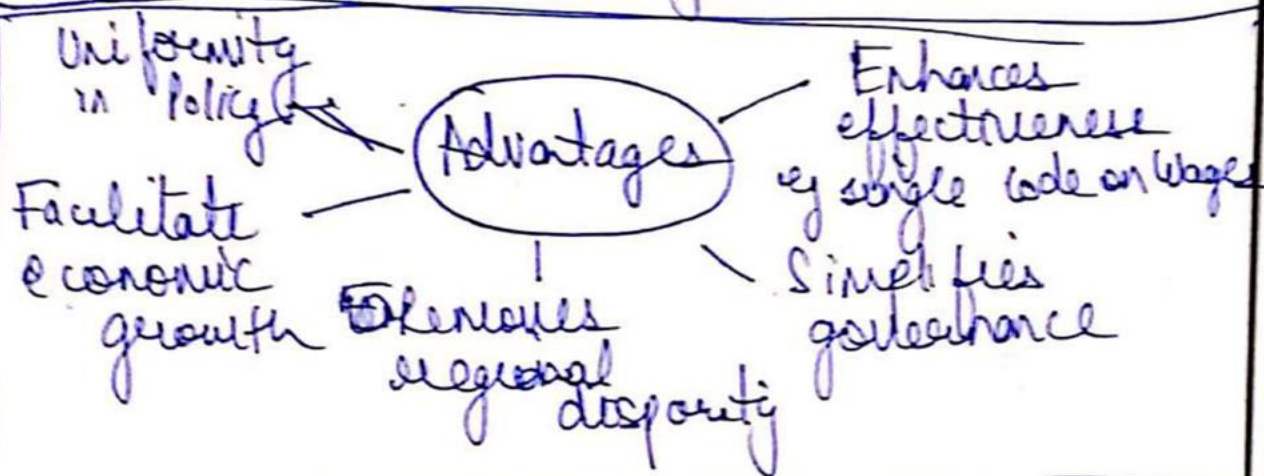 Uniformity
in Policy
Advantages
Enhances
effectiveness
eg single code on Wages
Facilitate
economic
growth
Removes
regional
disparity
Simplifies
governance